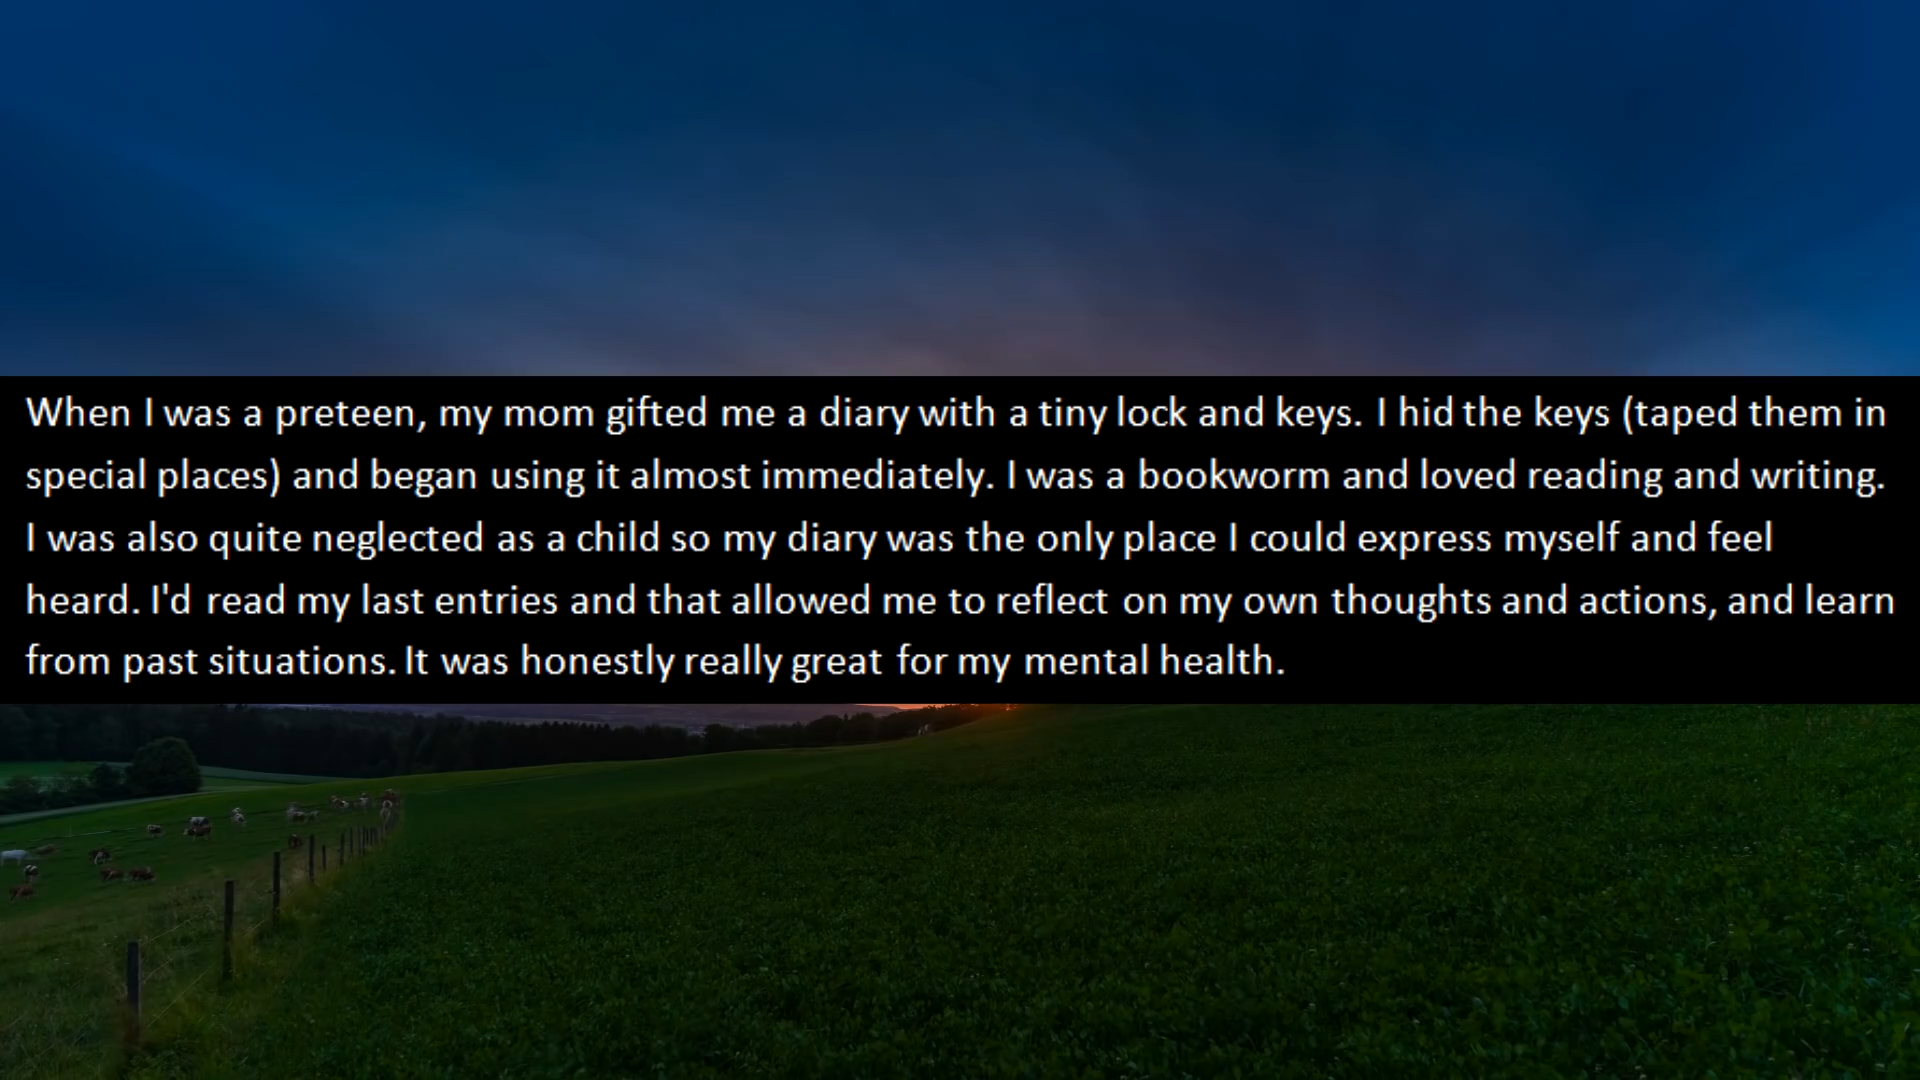 When I was a preteen, my mom gifted me a diary with a tiny lock and keys. I hid the keys (taped them in
special places) and began using it almost immediately. I was a bookworm and loved reading and writing.
I was also quite neglected as a child so my diary was the only place I could express myself and feel
heard. I'd read my last entries and that allowed me to reflect on my own thoughts and actions, and learn
from past situations. It was honestly really great for my mental health.